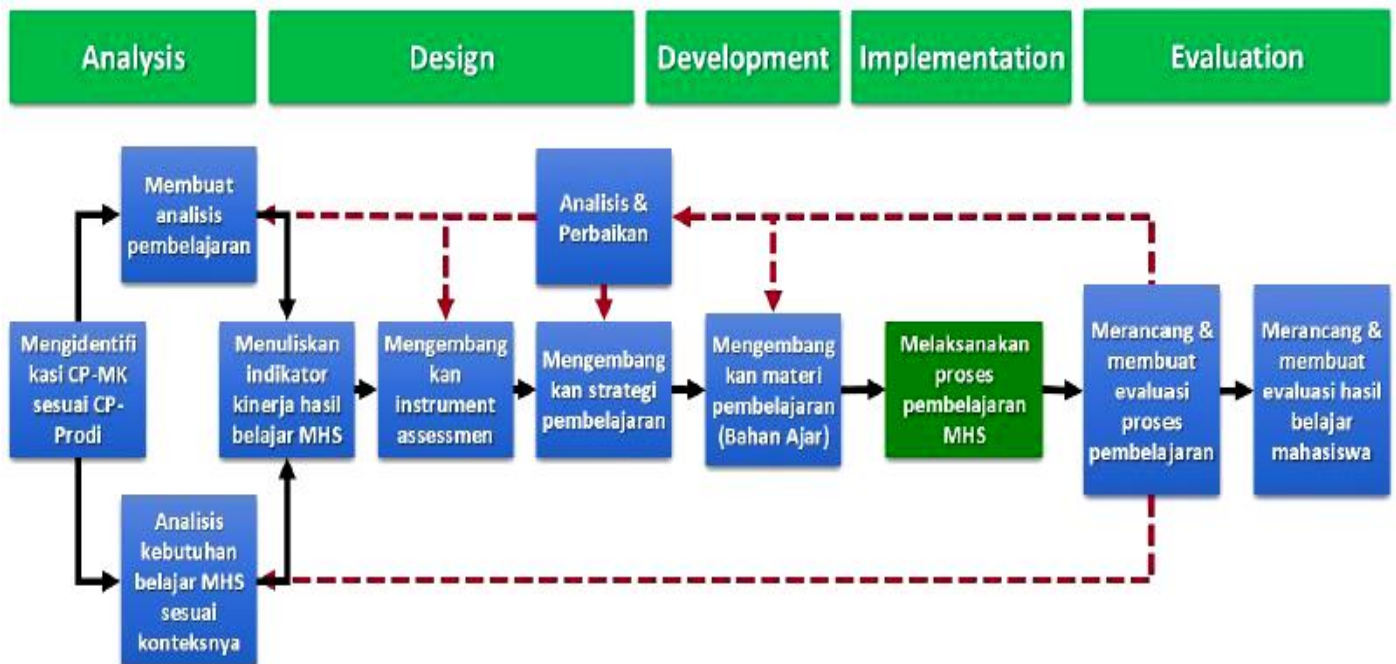 Analysis
Design
Development
Implementation
Evaluation
Membuat
analisis
pembelajaran
Analisis &
Perbaikan
Mengidentifi
kasi CP-MK
sesuai CP-
Prodi
Menuliskan
indikator
kinerja hasil
belajar MHS
Mengembang
kan
instrument
assessmen
Mengembang
kan strategi
pembelajaran
Mengembang
kan materi
pembelajaran
(Bahan Ajar)
Melaksanakan
proses
pembelajaran
MHS
Merancang &
membuat
evaluasi
proses
pembelajaran
Merancang &
membuat
evaluasi hasil
belajar
mahasiswa
Analisis
kebutuhan
belajar MHS
sesuai
konteksnya